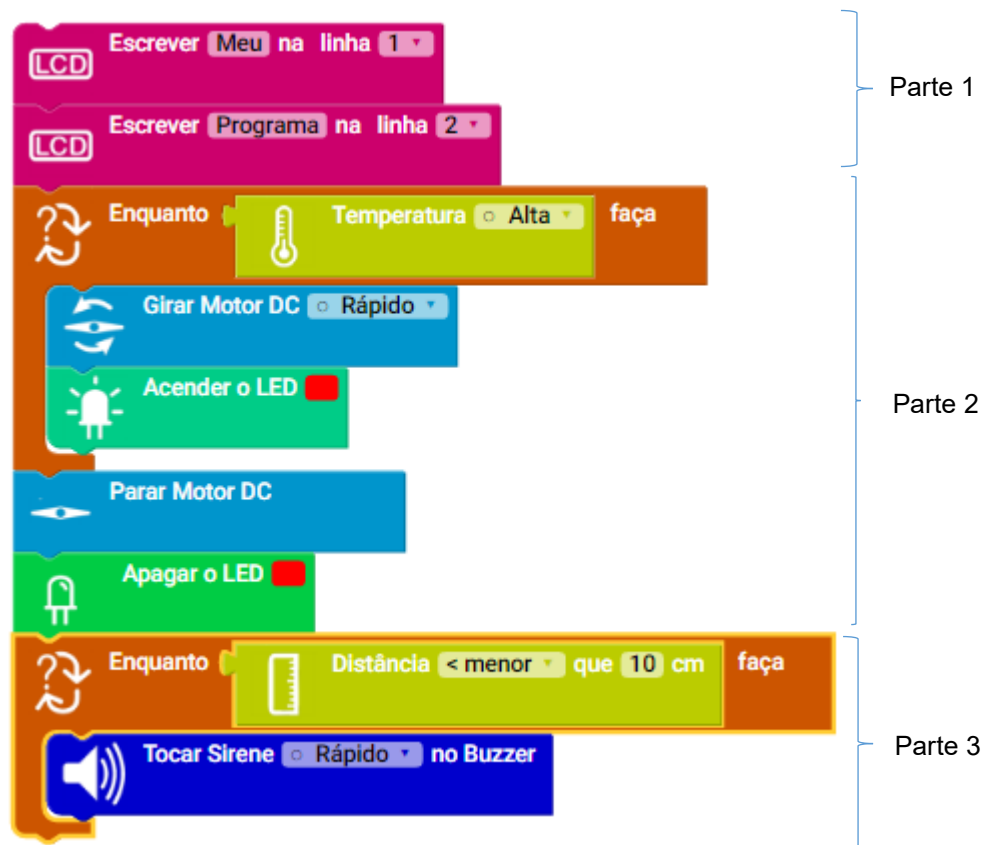 LCD Escrever Meu na linha 1
Parte 1
LCD Escrever Programa na linha 2
Enquanto Temperatura Alta faça
Girar Motor DC Rápido
Acender o LED
Parte 2
Parar Motor DC
Apagar o LED
Enquanto Distância < menor que 10 cm faça
Tocar Sirene Rápido no Buzzer
Parte 3